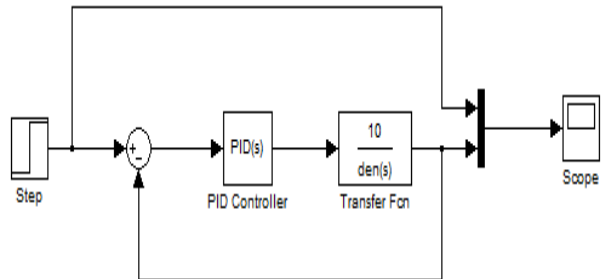 Step
+
−
PID(s)
PID Controller
10
den(s)
Transfer Fcn
Scope